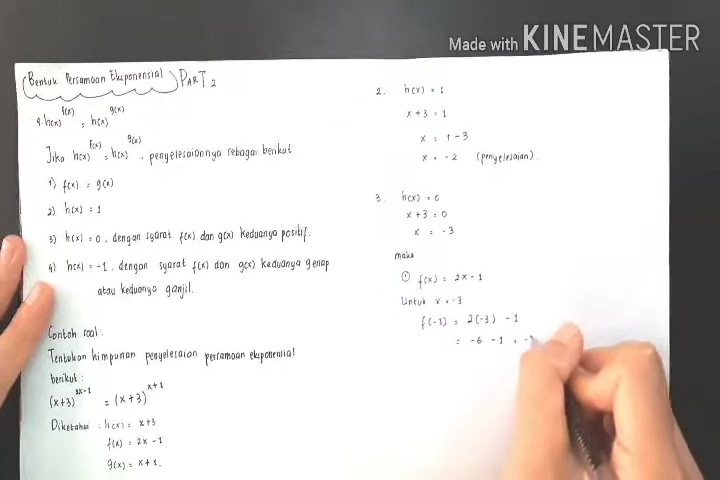 Made with KINEMASTER
Bentuk Persamaan Eksponensial PART 2
4. h(x)^f(x) = h(x)^g(x)
Jika h(x)^f(x) = h(x)^g(x), penyelesaiannya sebagai berikut:
1) f(x) = g(x)
2) h(x) = 1
3) h(x) = 0, dengan syarat f(x) dan g(x) keduanya positif.
4) h(x) = -1, dengan syarat f(x) dan g(x) keduanya genap
atau keduanya ganjil.
Contoh soal:
Tentukan himpunan penyelesaian persamaan eksponensial
berikut:
(x+3)^2x-1 = (x+3)^x+1
Diketahui : h(x) = x+3
f(x) = 2x-1
g(x) = x+1.
2. h(x) = 1
x+3 = 1
x = 1-3
x = -2 (penyelesaian).
3. h(x) = 0
x+3 = 0
x = -3
maka
① f(x) = 2x-1
Untuk x = -3
f(-3) = 2(-3) -1
= -6 -1 = -